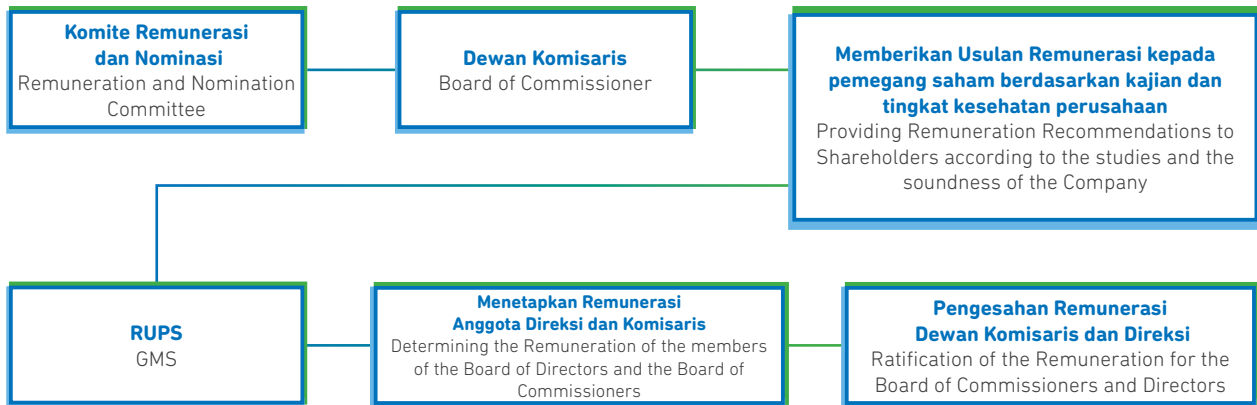 Komite Remunerasi
dan Nominasi
Remuneration and Nomination
Committee
Dewan Komisaris
Board of Commissioner
Memberikan Usulan Remunerasi kepada
pemegang saham berdasarkan kajian dan
tingkat kesehatan perusahaan
Providing Remuneration Recommendations to
Shareholders according to the studies and the
soundness of the Company
RUPS
GMS
Menetapkan Remunerasi
Anggota Direksi dan Komisaris
Determining the Remuneration of the members
of the Board of Directors and the Board of
Commissioners
Pengesahan Remunerasi
Dewan Komisaris dan Direksi
Ratification of the Remuneration for the
Board of Commissioners and Directors